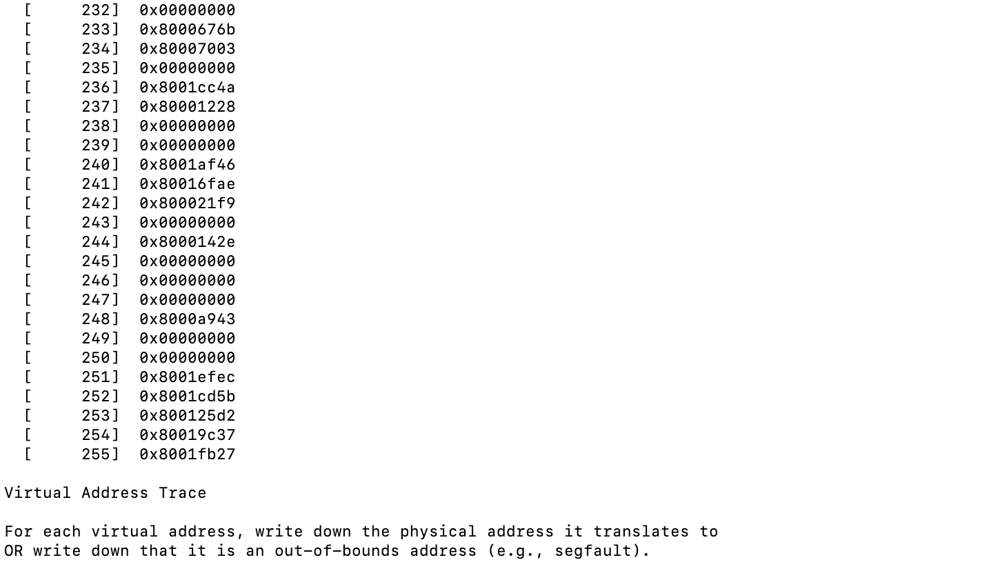 [      232]  0x00000000
[      233]  0x8000676b
[      234]  0x80007003
[      235]  0x00000000
[      236]  0x8001cc4a
[      237]  0x80001228
[      238]  0x00000000
[      239]  0x00000000
[      240]  0x8001af46
[      241]  0x80016fae
[      242]  0x800021f9
[      243]  0x00000000
[      244]  0x8000142e
[      245]  0x00000000
[      246]  0x00000000
[      247]  0x00000000
[      248]  0x8000a943
[      249]  0x00000000
[      250]  0x00000000
[      251]  0x8001efec
[      252]  0x8001cd5b
[      253]  0x800125d2
[      254]  0x80019c37
[      255]  0x8001fb27
Virtual Address Trace
For each virtual address, write down the physical address it translates to
OR write down that it is an out-of-bounds address (e.g., segfault).